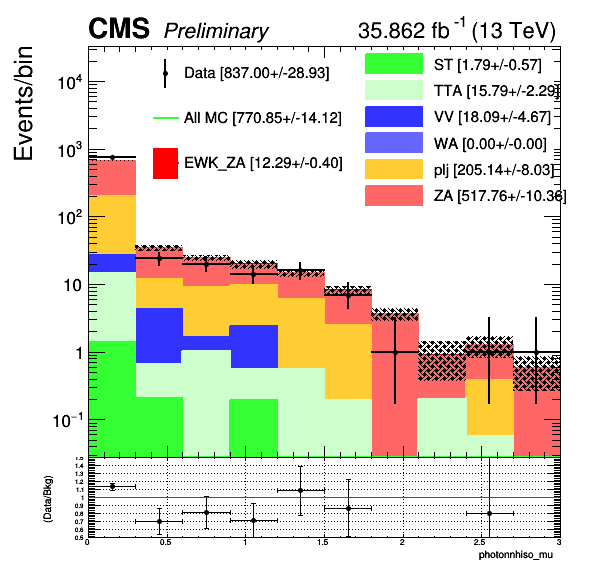 CMS Preliminary 35.862 fb⁻¹ (13 TeV)
Events/bin
Data [837.00+/-28.93]
All MC [770.85+/-14.12]
EWK_ZA [12.29+/-0.40]
ST [1.79+/-0.57]
TTA [15.79+/-2.29]
VV [18.09+/-4.67]
WA [0.00+/-0.00]
plj [205.14+/-8.03]
ZA [517.76+/-10.36]
10⁴
10³
10²
10
1
10⁻¹
(Data/Bkg)
1.5
1.4
1.3
1.2
1.1
1
0.9
0.8
0.7
0.6
0.5
0 0.5 1 1.5 2 2.5 3
photonnhiso_mu